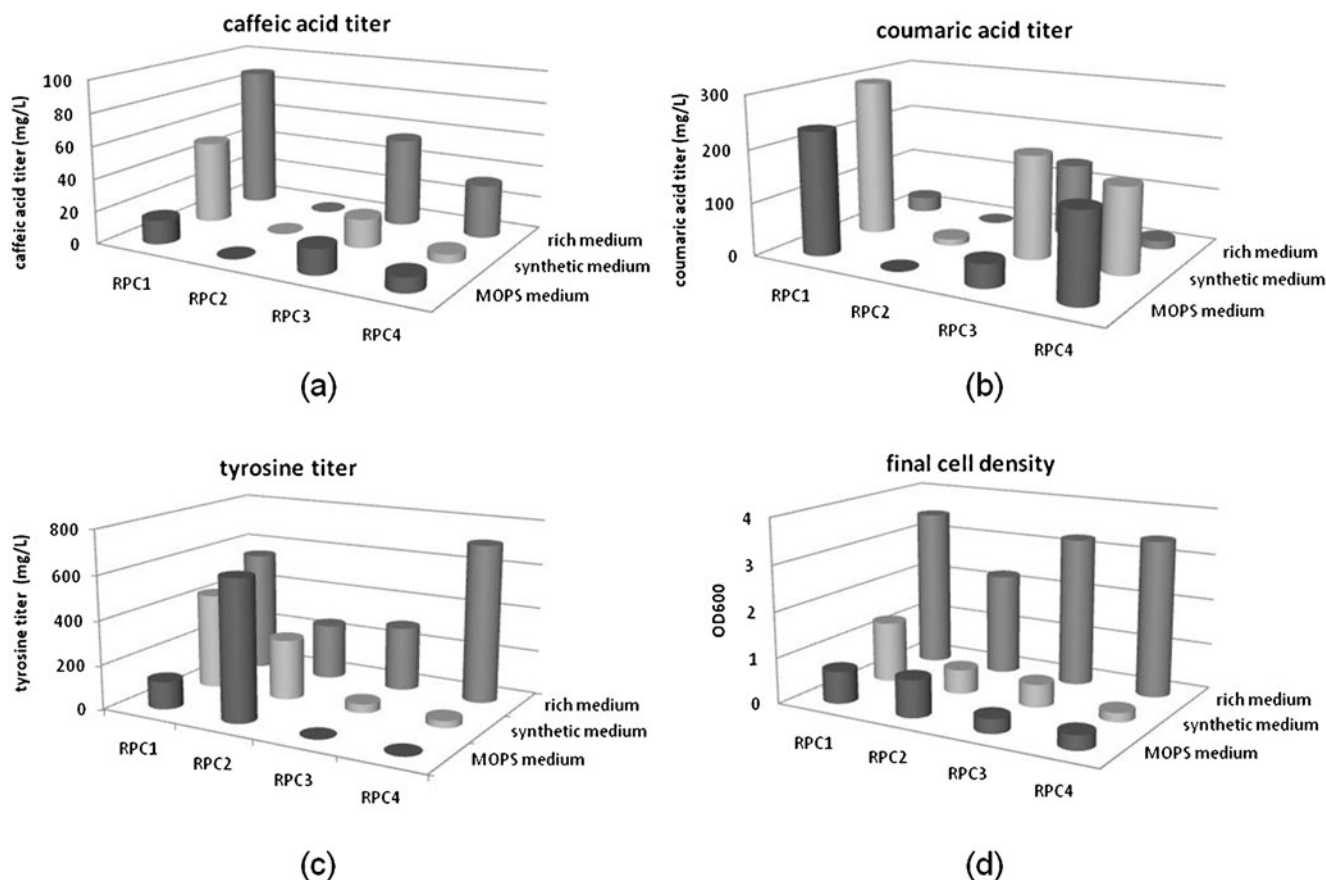 caffeic acid titer
caffeic acid titer (mg/L)
100
80
60
40
20
0
RPC1
RPC2
RPC3
RPC4
rich medium
synthetic medium
MOPS medium
(a)
coumaric acid titer
coumaric acid titer (mg/L)
300
200
100
0
RPC1
RPC2
RPC3
RPC4
rich medium
synthetic medium
MOPS medium
(b)
tyrosine titer
tyrosine titer (mg/L)
800
600
400
200
0
RPC1
RPC2
RPC3
RPC4
rich medium
synthetic medium
MOPS medium
(c)
final cell density
OD600
4
3
2
1
0
RPC1
RPC2
RPC3
RPC4
rich medium
synthetic medium
MOPS medium
(d)